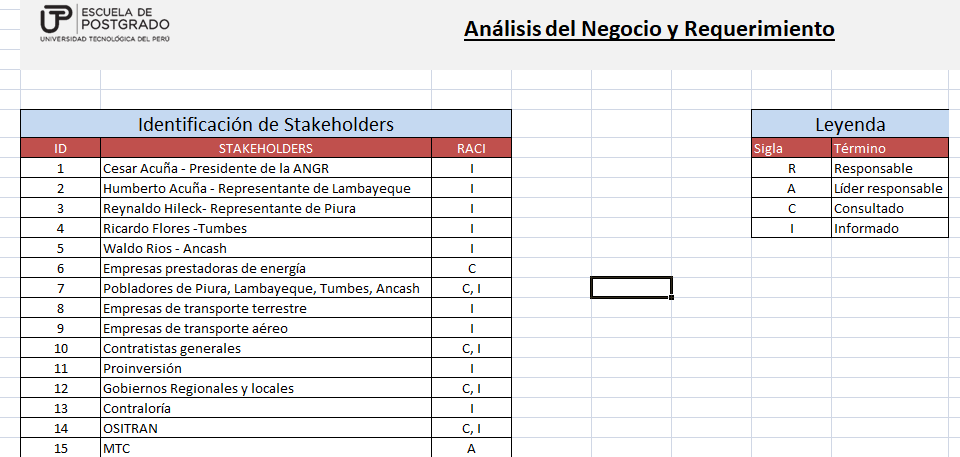 UTP ESCUELA DE
POSTGRADO
UNIVERSIDAD TECNOLÓGICA DEL PERÚ
Análisis del Negocio y Requerimiento
Identificación de Stakeholders
ID STAKEHOLDERS RACI
1 Cesar Acuña - Presidente de la ANGR I
2 Humberto Acuña - Representante de Lambayeque I
3 Reynaldo Hileck- Representante de Piura I
4 Ricardo Flores -Tumbes I
5 Waldo Rios - Ancash I
6 Empresas prestadoras de energía C
7 Pobladores de Piura, Lambayeque, Tumbes, Ancash C, I
8 Empresas de transporte terrestre I
9 Empresas de transporte aéreo I
10 Contratistas generales C, I
11 Proinversión I
12 Gobiernos Regionales y locales C, I
13 Contraloría I
14 OSITRAN C, I
15 MTC A
Leyenda
Sigla Término
R Responsable
A Líder responsable
C Consultado
I Informado